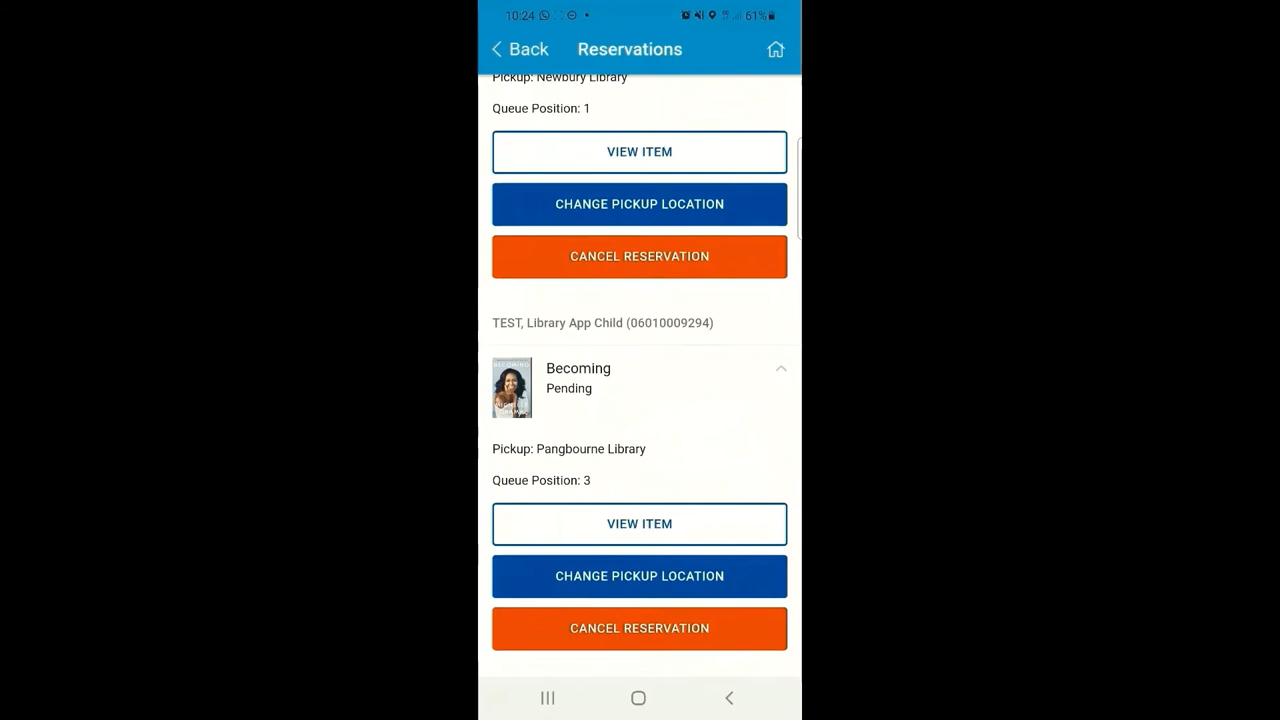 10:24
61%
Back
Reservations
Pickup: Newbury Library
Queue Position: 1
VIEW ITEM
CHANGE PICKUP LOCATION
CANCEL RESERVATION
TEST, Library App Child (06010009294)
BECOMING
Becoming
Pending
Pickup: Pangbourne Library
Queue Position: 3
VIEW ITEM
CHANGE PICKUP LOCATION
CANCEL RESERVATION